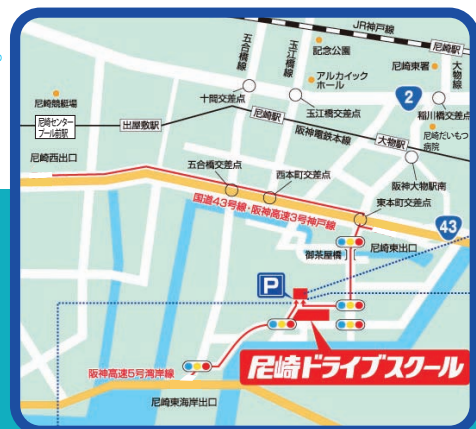 JR神戸線
尼崎駅
五合橋線
玉江橋線
記念公園
大物線
尼崎東署
アルカイック
ホール
2
尼崎競艇場
十間交差点
玉江橋交差点
稲川橋交差点
尼崎センター
プール前駅
出屋敷駅
尼崎駅
阪神電鉄本線
大物駅
尼崎だいもつ
病院
尼崎西出口
五合橋交差点
西本町交差点
阪神大物駅南
国道43号線・阪神高速3号神戸線
東本町交差点
43
御茶屋橋
尼崎東出口
P
尼崎ドライブスクール
阪神高速5号湾岸線
尼崎東海岸出口